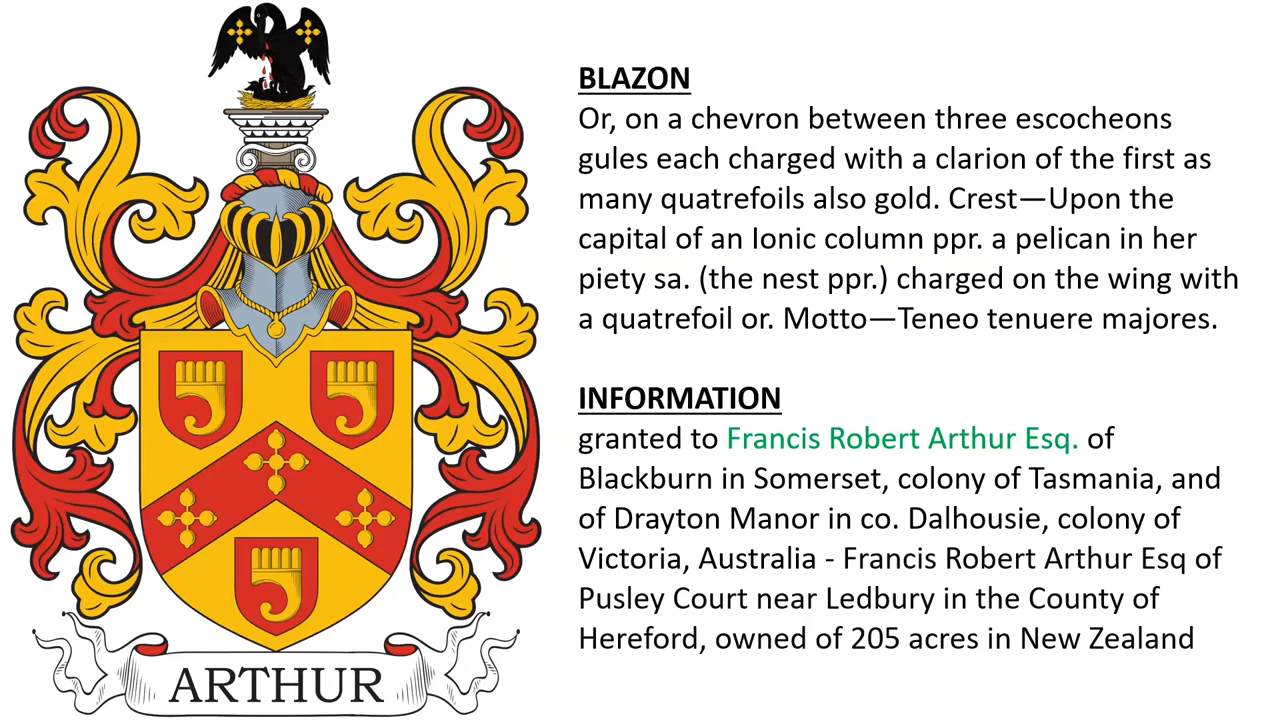 BLAZON
Or, on a chevron between three escocheons
gules each charged with a clarion of the first as
many quatrefoils also gold. Crest—Upon the
capital of an Ionic column ppr. a pelican in her
piety sa. (the nest ppr.) charged on the wing with
a quatrefoil or. Motto—Teneo tenuere majores.
INFORMATION
granted to Francis Robert Arthur Esq. of
Blackburn in Somerset, colony of Tasmania, and
of Drayton Manor in co. Dalhousie, colony of
Victoria, Australia - Francis Robert Arthur Esq of
Pusley Court near Ledbury in the County of
Hereford, owned of 205 acres in New Zealand
ARTHUR